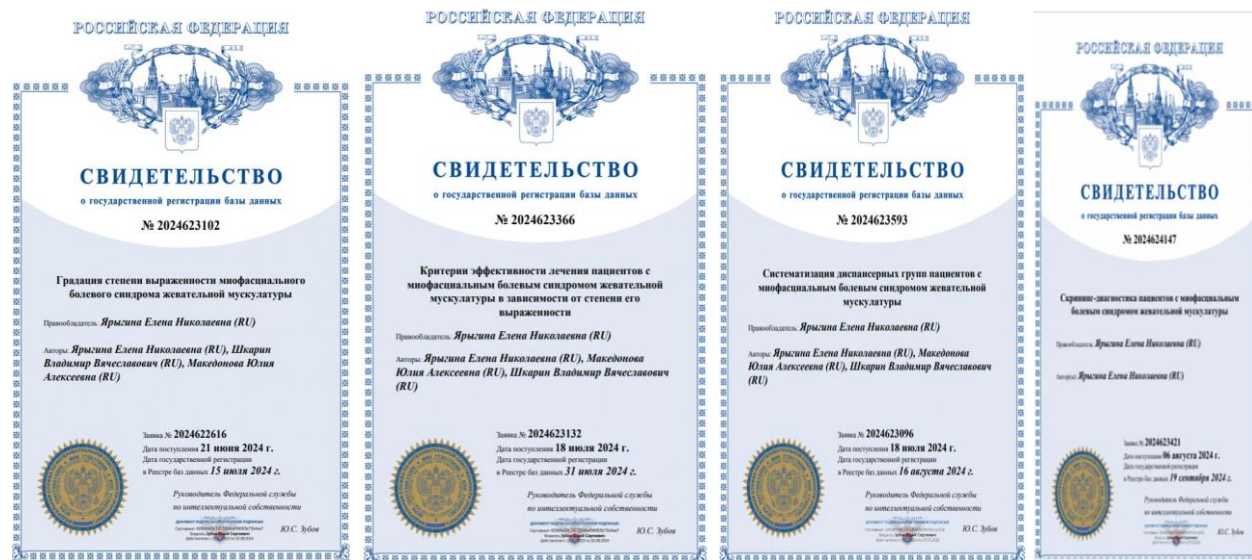 РОССИЙСКАЯ ФЕДЕРАЦИЯ
СВИДЕТЕЛЬСТВО
о государственной регистрации базы данных
№ 2024623102
Градация степени выраженности миофасциального
болевого синдрома жевательной мускулатуры
Правообладатель: Ярыгина Елена Николаевна (RU)
Авторы: Ярыгина Елена Николаевна (RU), Шкарин
Владимир Вячеславович (RU), Македонова Юлия
Алексеевна (RU)
Заявка № 2024622616
Дата поступления 21 июня 2024 г.
Дата государственной регистрации
в Реестре баз данных 15 июля 2024 г.
Руководитель Федеральной службы
по интеллектуальной собственности
ДОКУМЕНТ ПОДПИСАН ЭЛЕКТРОННОЙ ПОДПИСЬЮ
Ю.С. Зубов
РОССИЙСКАЯ ФЕДЕРАЦИЯ
СВИДЕТЕЛЬСТВО
о государственной регистрации базы данных
№ 2024623366
Критерии эффективности лечения пациентов с
миофасциальным болевым синдромом жевательной
мускулатуры в зависимости от степени его
выраженности
Правообладатель: Ярыгина Елена Николаевна (RU)
Авторы: Ярыгина Елена Николаевна (RU), Македонова
Юлия Алексеевна (RU), Шкарин Владимир Вячеславович
(RU)
Заявка № 2024623132
Дата поступления 18 июля 2024 г.
Дата государственной регистрации
в Реестре баз данных 31 июля 2024 г.
Руководитель Федеральной службы
по интеллектуальной собственности
ДОКУМЕНТ ПОДПИСАН ЭЛЕКТРОННОЙ ПОДПИСЬЮ
Ю.С. Зубов
РОССИЙСКАЯ ФЕДЕРАЦИЯ
СВИДЕТЕЛЬСТВО
о государственной регистрации базы данных
№ 2024623593
Систематизация диспансерных групп пациентов с
миофасциальным болевым синдромом жевательной
мускулатуры
Правообладатель: Ярыгина Елена Николаевна (RU)
Авторы: Ярыгина Елена Николаевна (RU), Македонова
Юлия Алексеевна (RU), Шкарин Владимир Вячеславович
(RU)
Заявка № 2024623096
Дата поступления 18 июля 2024 г.
Дата государственной регистрации
в Реестре баз данных 16 августа 2024 г.
Руководитель Федеральной службы
по интеллектуальной собственности
ДОКУМЕНТ ПОДПИСАН ЭЛЕКТРОННОЙ ПОДПИСЬЮ
Ю.С. Зубов
РОССИЙСКАЯ ФЕДЕРАЦИЯ
СВИДЕТЕЛЬСТВО
о государственной регистрации базы данных
№ 2024624147
Скрининг-диагностика пациентов с миофасциальным
болевым синдромом жевательной мускулатуры
Правообладатель: Ярыгина Елена Николаевна (RU)
Автор(ы): Ярыгина Елена Николаевна (RU)
Заявка № 2024623421
Дата поступления 06 августа 2024 г.
Дата государственной регистрации
в Реестре баз данных 19 сентября 2024 г.
Руководитель Федеральной службы
по интеллектуальной собственности
Ю.С. Зубов